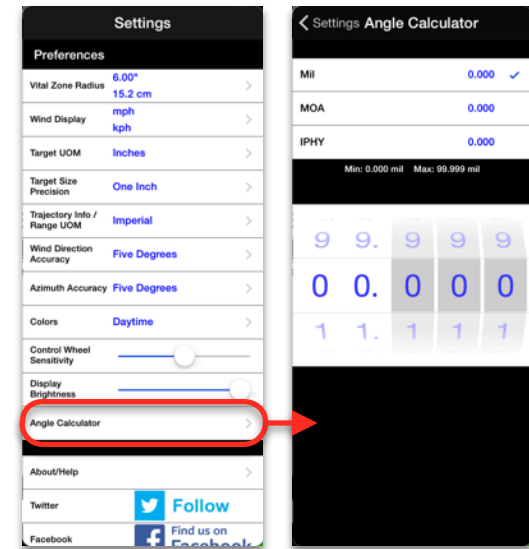 Settings
Preferences
Vital Zone Radius
6.00"
15.2 cm
Wind Display
mph
kph
Target UOM
Inches
Target Size
Precision
One Inch
Trajectory Info /
Range UOM
Imperial
Wind Direction
Accuracy
Five Degrees
Azimuth Accuracy
Five Degrees
Colors
Daytime
Control Wheel
Sensitivity
Display
Brightness
Angle Calculator
About/Help
Twitter
Follow
Facebook
Find us on
Facebook
Settings Angle Calculator
Mil 0.000
MOA 0.000
IPHY 0.000
Min: 0.000 mil Max: 99.999 mil
9 9. 9 9 9
0 0. 0 0 0
1 1. 1 1 1